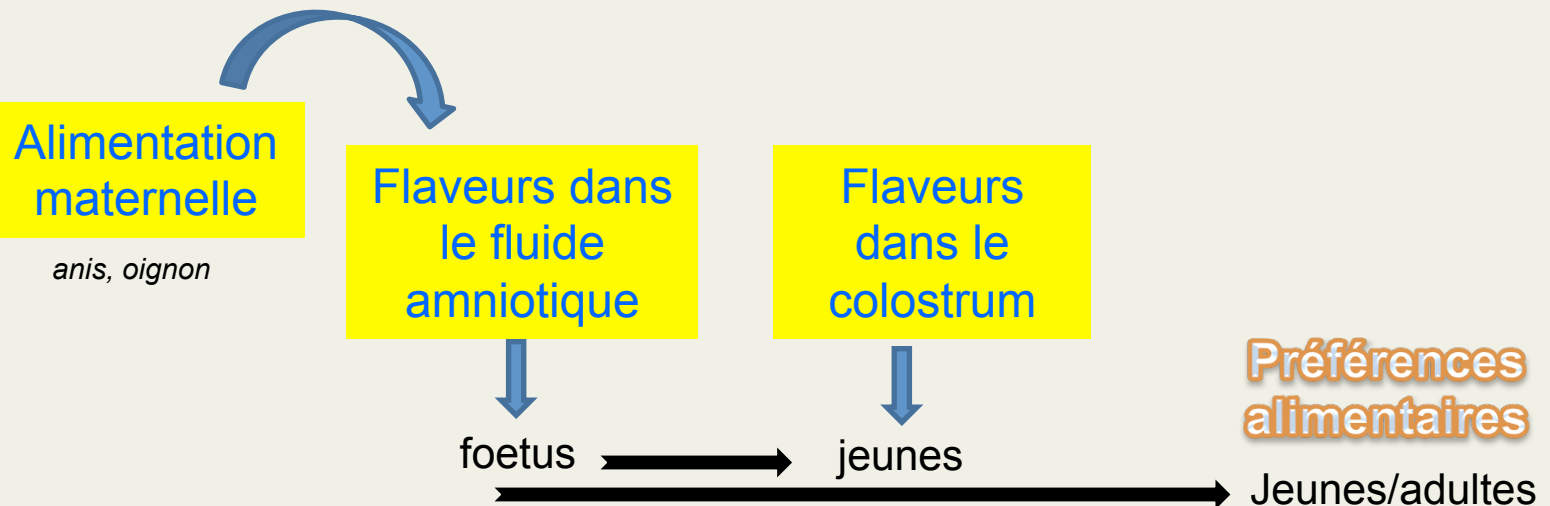 Alimentation
maternelle
anis, oignon
Flaveurs dans
le fluide
amniotique
Flaveurs
dans le
colostrum
foetus
jeunes
Préférences
alimentaires
Jeunes/adultes